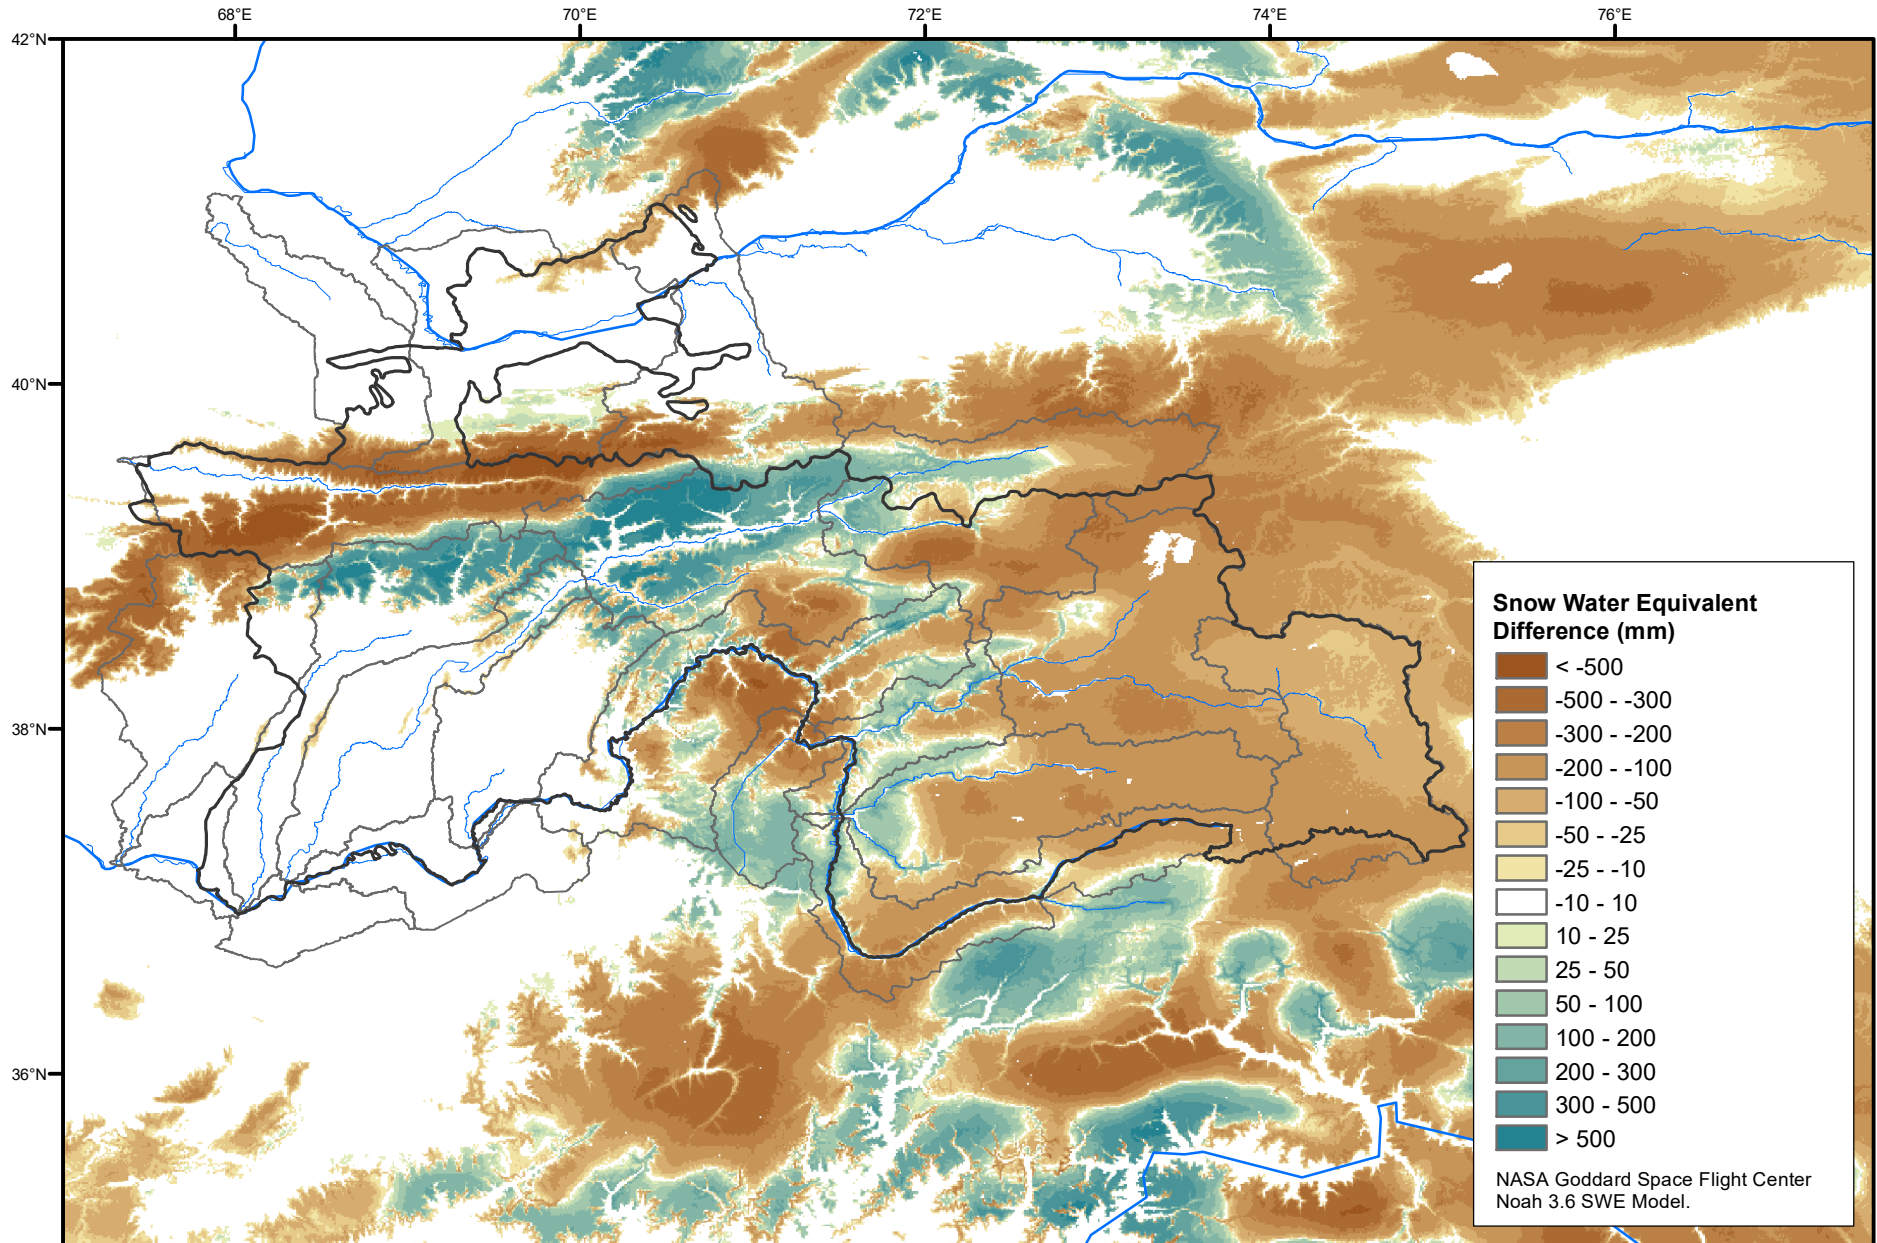 68°E
70°E
72°E
74°E
76°E
42°N
40°N
38°N
36°N
Snow Water Equivalent
Difference (mm)
< -500
-500 - -300
-300 - -200
-200 - -100
-100 - -50
-50 - -25
-25 - -10
-10 - 10
10 - 25
25 - 50
50 - 100
100 - 200
200 - 300
300 - 500
> 500
NASA Goddard Space Flight Center
Noah 3.6 SWE Model.